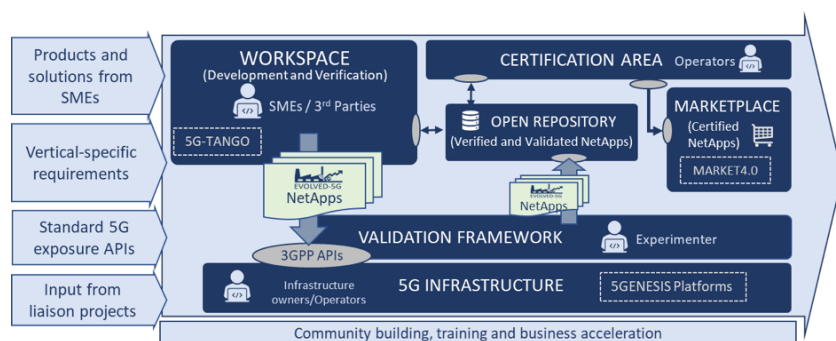 Products and
solutions from
SMEs
Vertical-specific
requirements
Standard 5G
exposure APIs
Input from
liaison projects
WORKSPACE
(Development and Verification)
SMEs / 3rd Parties
5G-TANGO
EVOLVED-5G
NetApps
CERTIFICATION AREA
Operators
OPEN REPOSITORY
(Verified and Validated NetApps)
MARKETPLACE
(Certified
NetApps)
MARKET4.0
EVOLVED-5G
NetApps
VALIDATION FRAMEWORK
Experimenter
3GPP APIs
5G INFRASTRUCTURE
Infrastructure
owners/Operators
5GENESIS Platforms
Community building, training and business acceleration